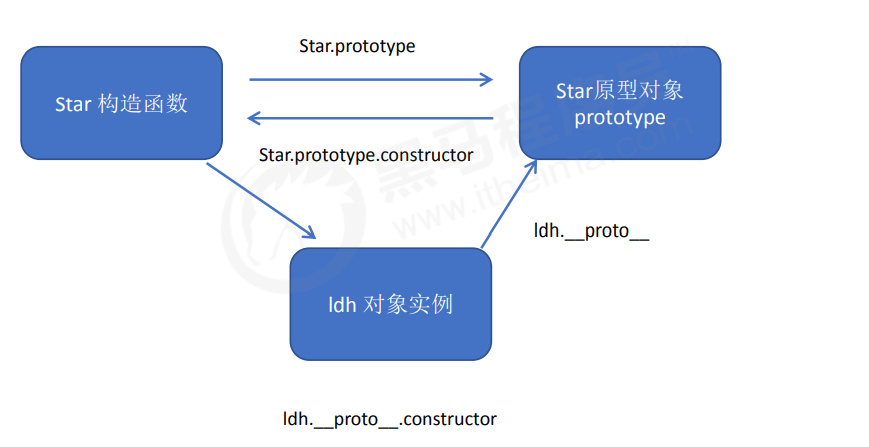 Star.prototype
Star 构造函数
Star原型对象
prototype
Star.prototype.constructor
黑马程序员
www.itheima.com
ldh.__proto__
ldh 对象实例
ldh.__proto__.constructor